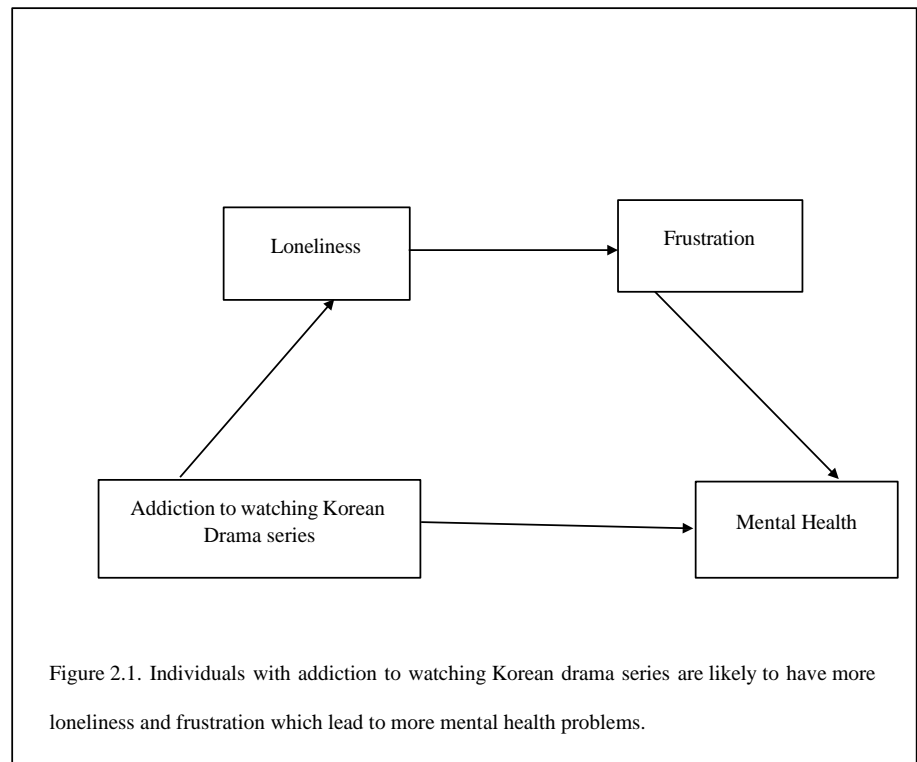 Loneliness
Frustration
Addiction to watching Korean
Drama series
Mental Health
Figure 2.1. Individuals with addiction to watching Korean drama series are likely to have more
loneliness and frustration which lead to more mental health problems.